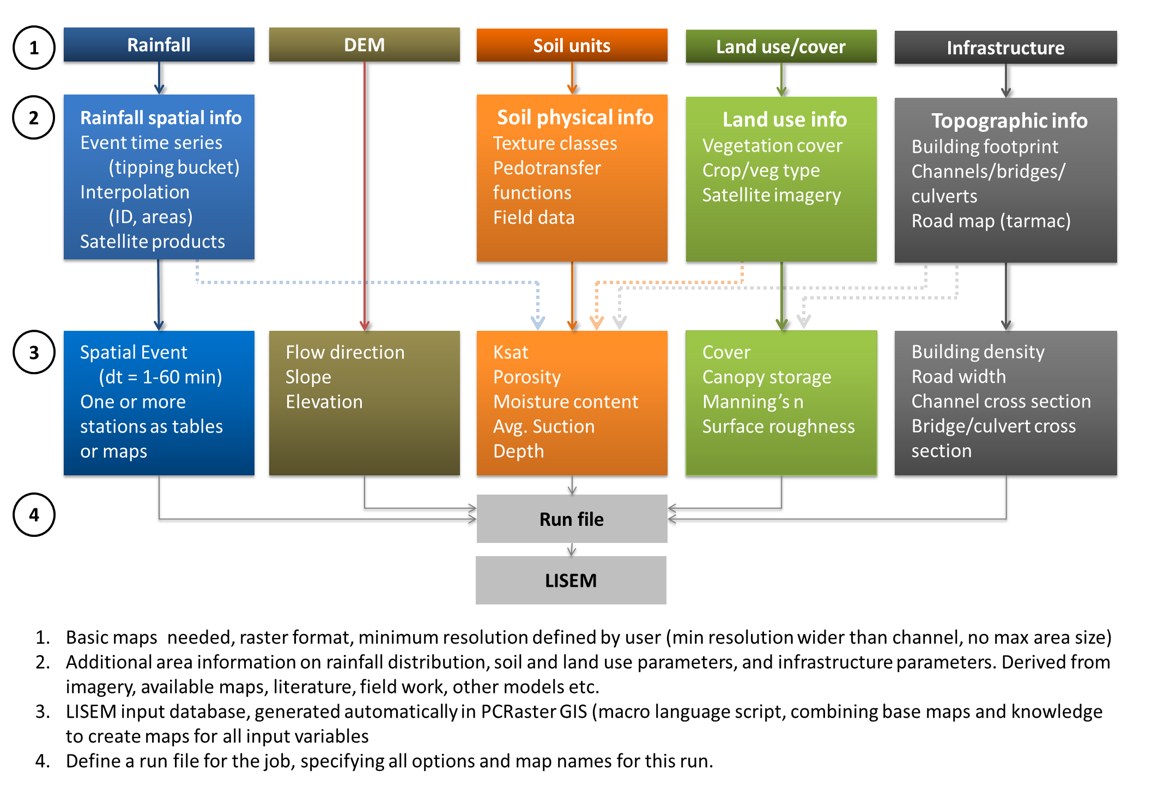 1
Rainfall
DEM
Soil units
Land use/cover
Infrastructure
2
Rainfall spatial info
Event time series
(tipping bucket)
Interpolation
(ID, areas)
Satellite products
Soil physical info
Texture classes
Pedotransfer
functions
Field data
Land use info
Vegetation cover
Crop/veg type
Satellite imagery
Topographic info
Building footprint
Channels/bridges/
culverts
Road map (tarmac)
3
Spatial Event
(dt = 1-60 min)
One or more
stations as tables
or maps
Flow direction
Slope
Elevation
Ksat
Porosity
Moisture content
Avg. Suction
Depth
Cover
Canopy storage
Manning's n
Surface roughness
Building density
Road width
Channel cross section
Bridge/culvert cross
section
4
Run file
LISEM
1. Basic maps needed, raster format, minimum resolution defined by user (min resolution wider than channel, no max area size)
2. Additional area information on rainfall distribution, soil and land use parameters, and infrastructure parameters. Derived from
imagery, available maps, literature, field work, other models etc.
3. LISEM input database, generated automatically in PCRaster GIS (macro language script, combining base maps and knowledge
to create maps for all input variables
4. Define a run file for the job, specifying all options and map names for this run.